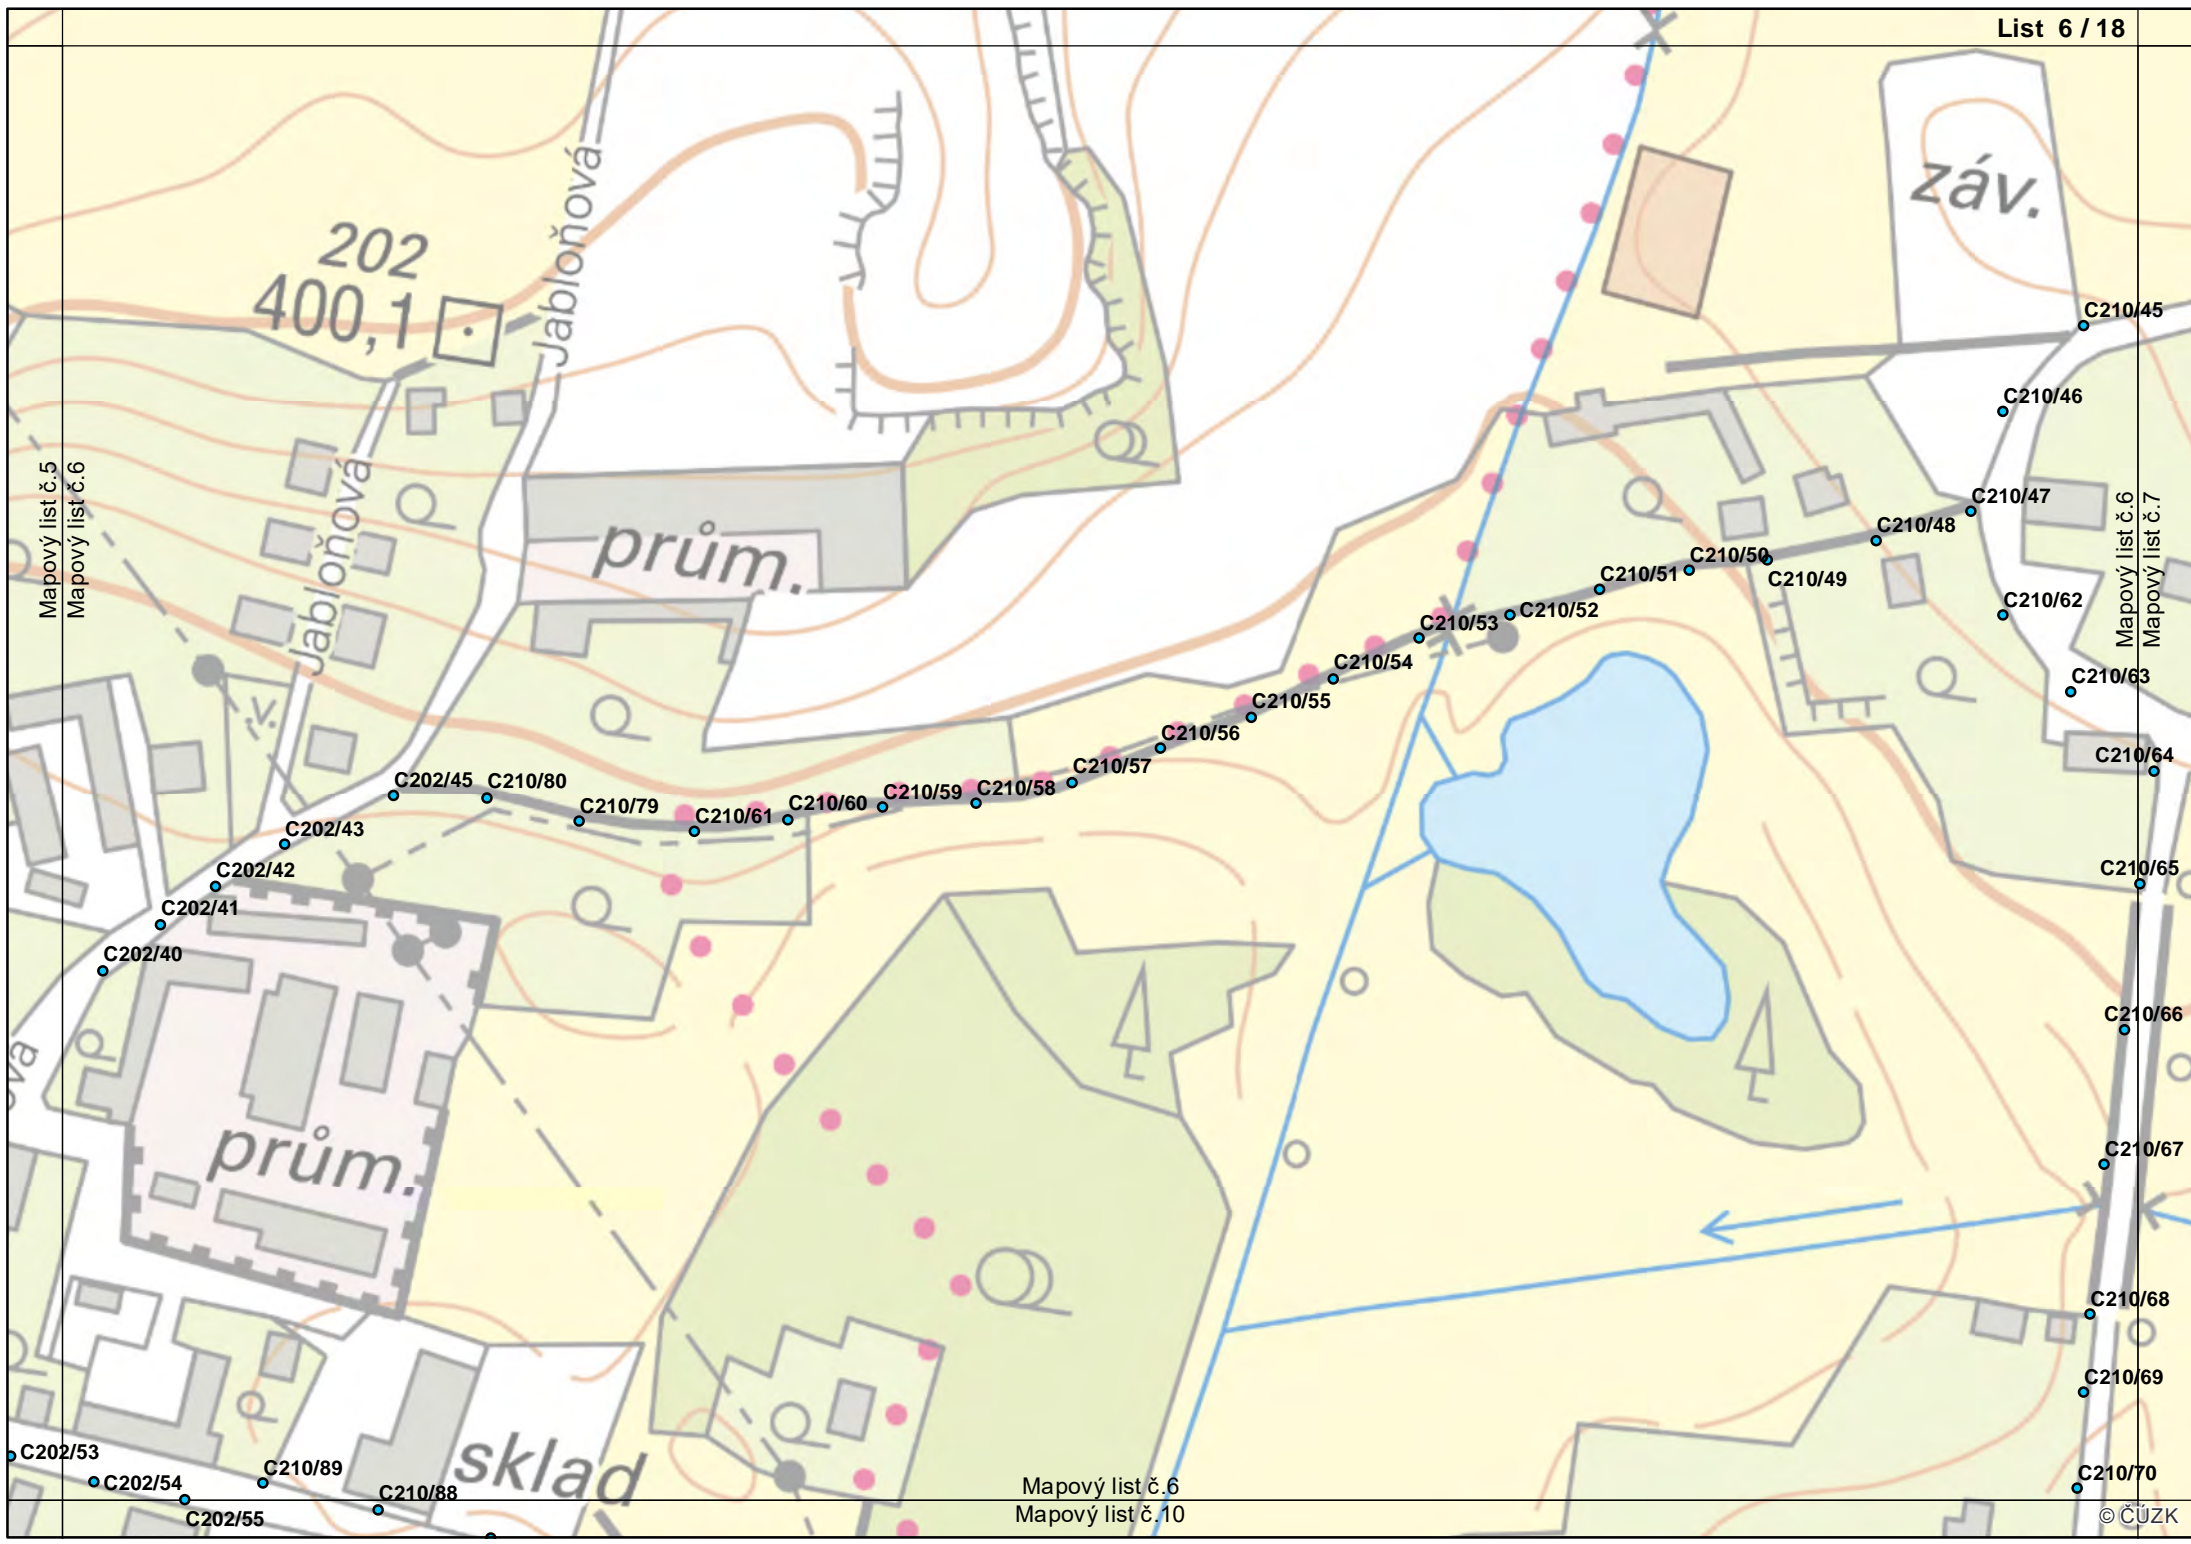 List 6 / 18
záv.
202
400,1
Jabloňová
C210/45
C210/46
Mapový list č.5
Mapový list č.6
Jabloňová
prům.
C210/47
C210/48
C210/50
C210/49
C210/51
C210/52
C210/53
C210/54
C210/55
C210/56
C210/57
C210/58
C210/59
C210/60
C210/61
C210/79
C210/80
C202/45
C202/43
C202/42
C202/41
C202/40
Mapový list č.6
Mapový list č.7
C210/62
C210/63
C210/64
C210/65
C210/66
C210/67
C210/68
C210/69
C210/70
prům.
sklad
C202/53
C202/54
C202/55
C210/89
C210/88
Mapový list č.6
Mapový list č.10
© ČÚZK